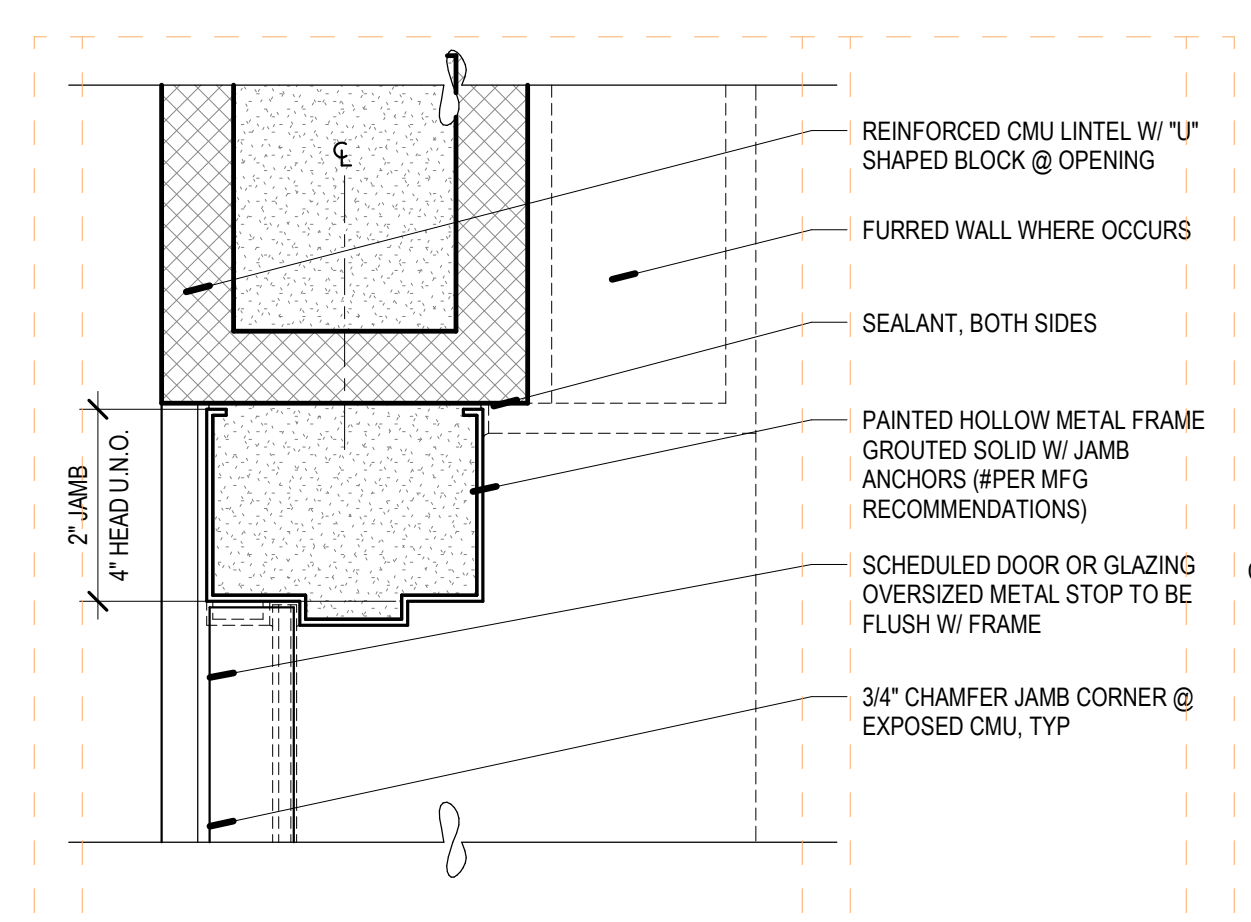 ℄
REINFORCED CMU LINTEL W/ "U"
SHAPED BLOCK @ OPENING
FURRED WALL WHERE OCCURS
SEALANT, BOTH SIDES
PAINTED HOLLOW METAL FRAME
GROUTED SOLID W/ JAMB
ANCHORS (#PER MFG
RECOMMENDATIONS)
SCHEDULED DOOR OR GLAZING
OVERSIZED METAL STOP TO BE
FLUSH W/ FRAME
3/4" CHAMFER JAMB CORNER @
EXPOSED CMU, TYP
2" JAMB
4" HEAD U.N.O.